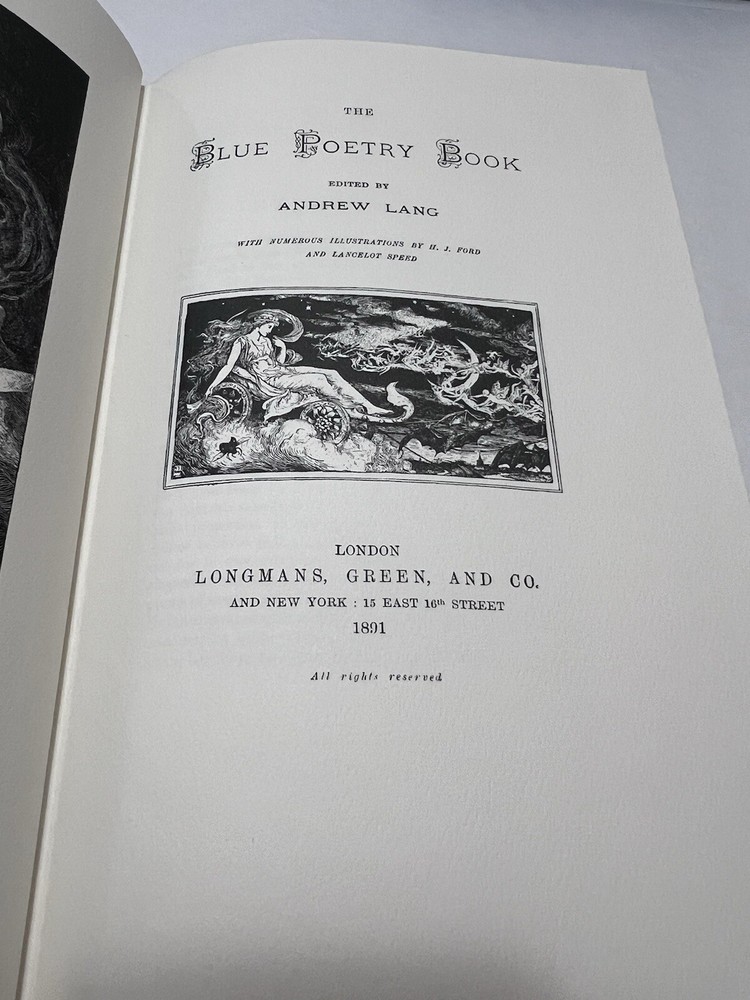 THE
BLUE POETRY BOOK
EDITED BY
ANDREW LANG
WITH NUMEROUS ILLUSTRATIONS BY H. J. FORD
AND LANCELOT SPEED
LONDON
LONGMANS, GREEN, AND CO.
AND NEW YORK : 15 EAST 16th STREET
1891
All rights reserved